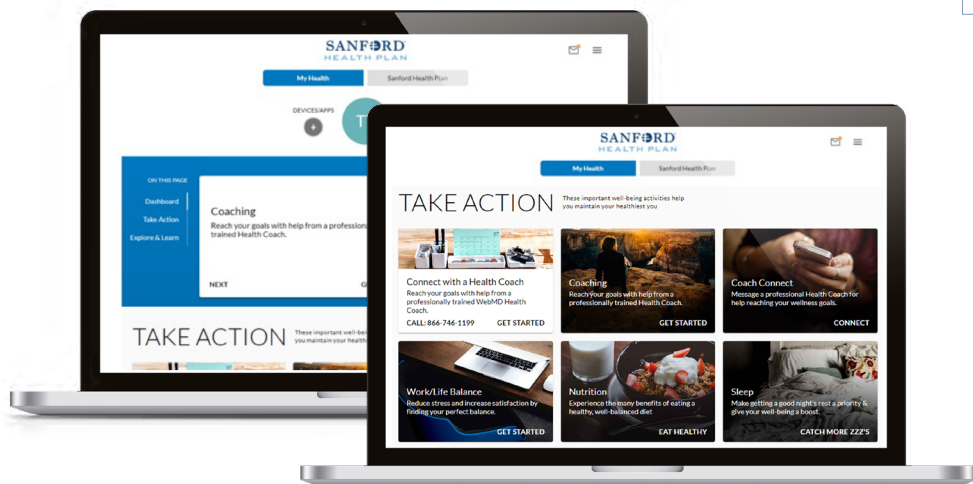 SANFORD
HEALTH PLAN
My Health
Sanford Health Plan
DEVICES/APPS
+
T
ON THIS PAGE
Dashboard
Take Action
Explore & Learn
Coaching
Reach your goals with help from a profession
trained Health Coach.
NEXT
G
TAKE ACTION
These important well-bei
you maintain your health
SANFORD
HEALTH PLAN
My Health
Sanford Health Plan
TAKE ACTION
These important well-being activities help
you maintain your healthiest you
Connect with a Health Coach
Reach your goals with help from a
professionally trained WebMD Health
Coach.
CALL: 866-746-1199
GET STARTED
Coaching
Reach your goals with help from a
professionally trained Health Coach.
GET STARTED
Coach Connect
Message a professional Health Coach for
help reaching your wellness goals.
CONNECT
Work/Life Balance
Reduce stress and increase satisfaction by
finding your perfect balance.
GET STARTED
Nutrition
Experience the many benefits of eating a
healthy, well-balanced diet
EAT HEALTHY
Sleep
Make getting a good night's rest a priority &
give your well-being a boost.
CATCH MORE ZZZ'S